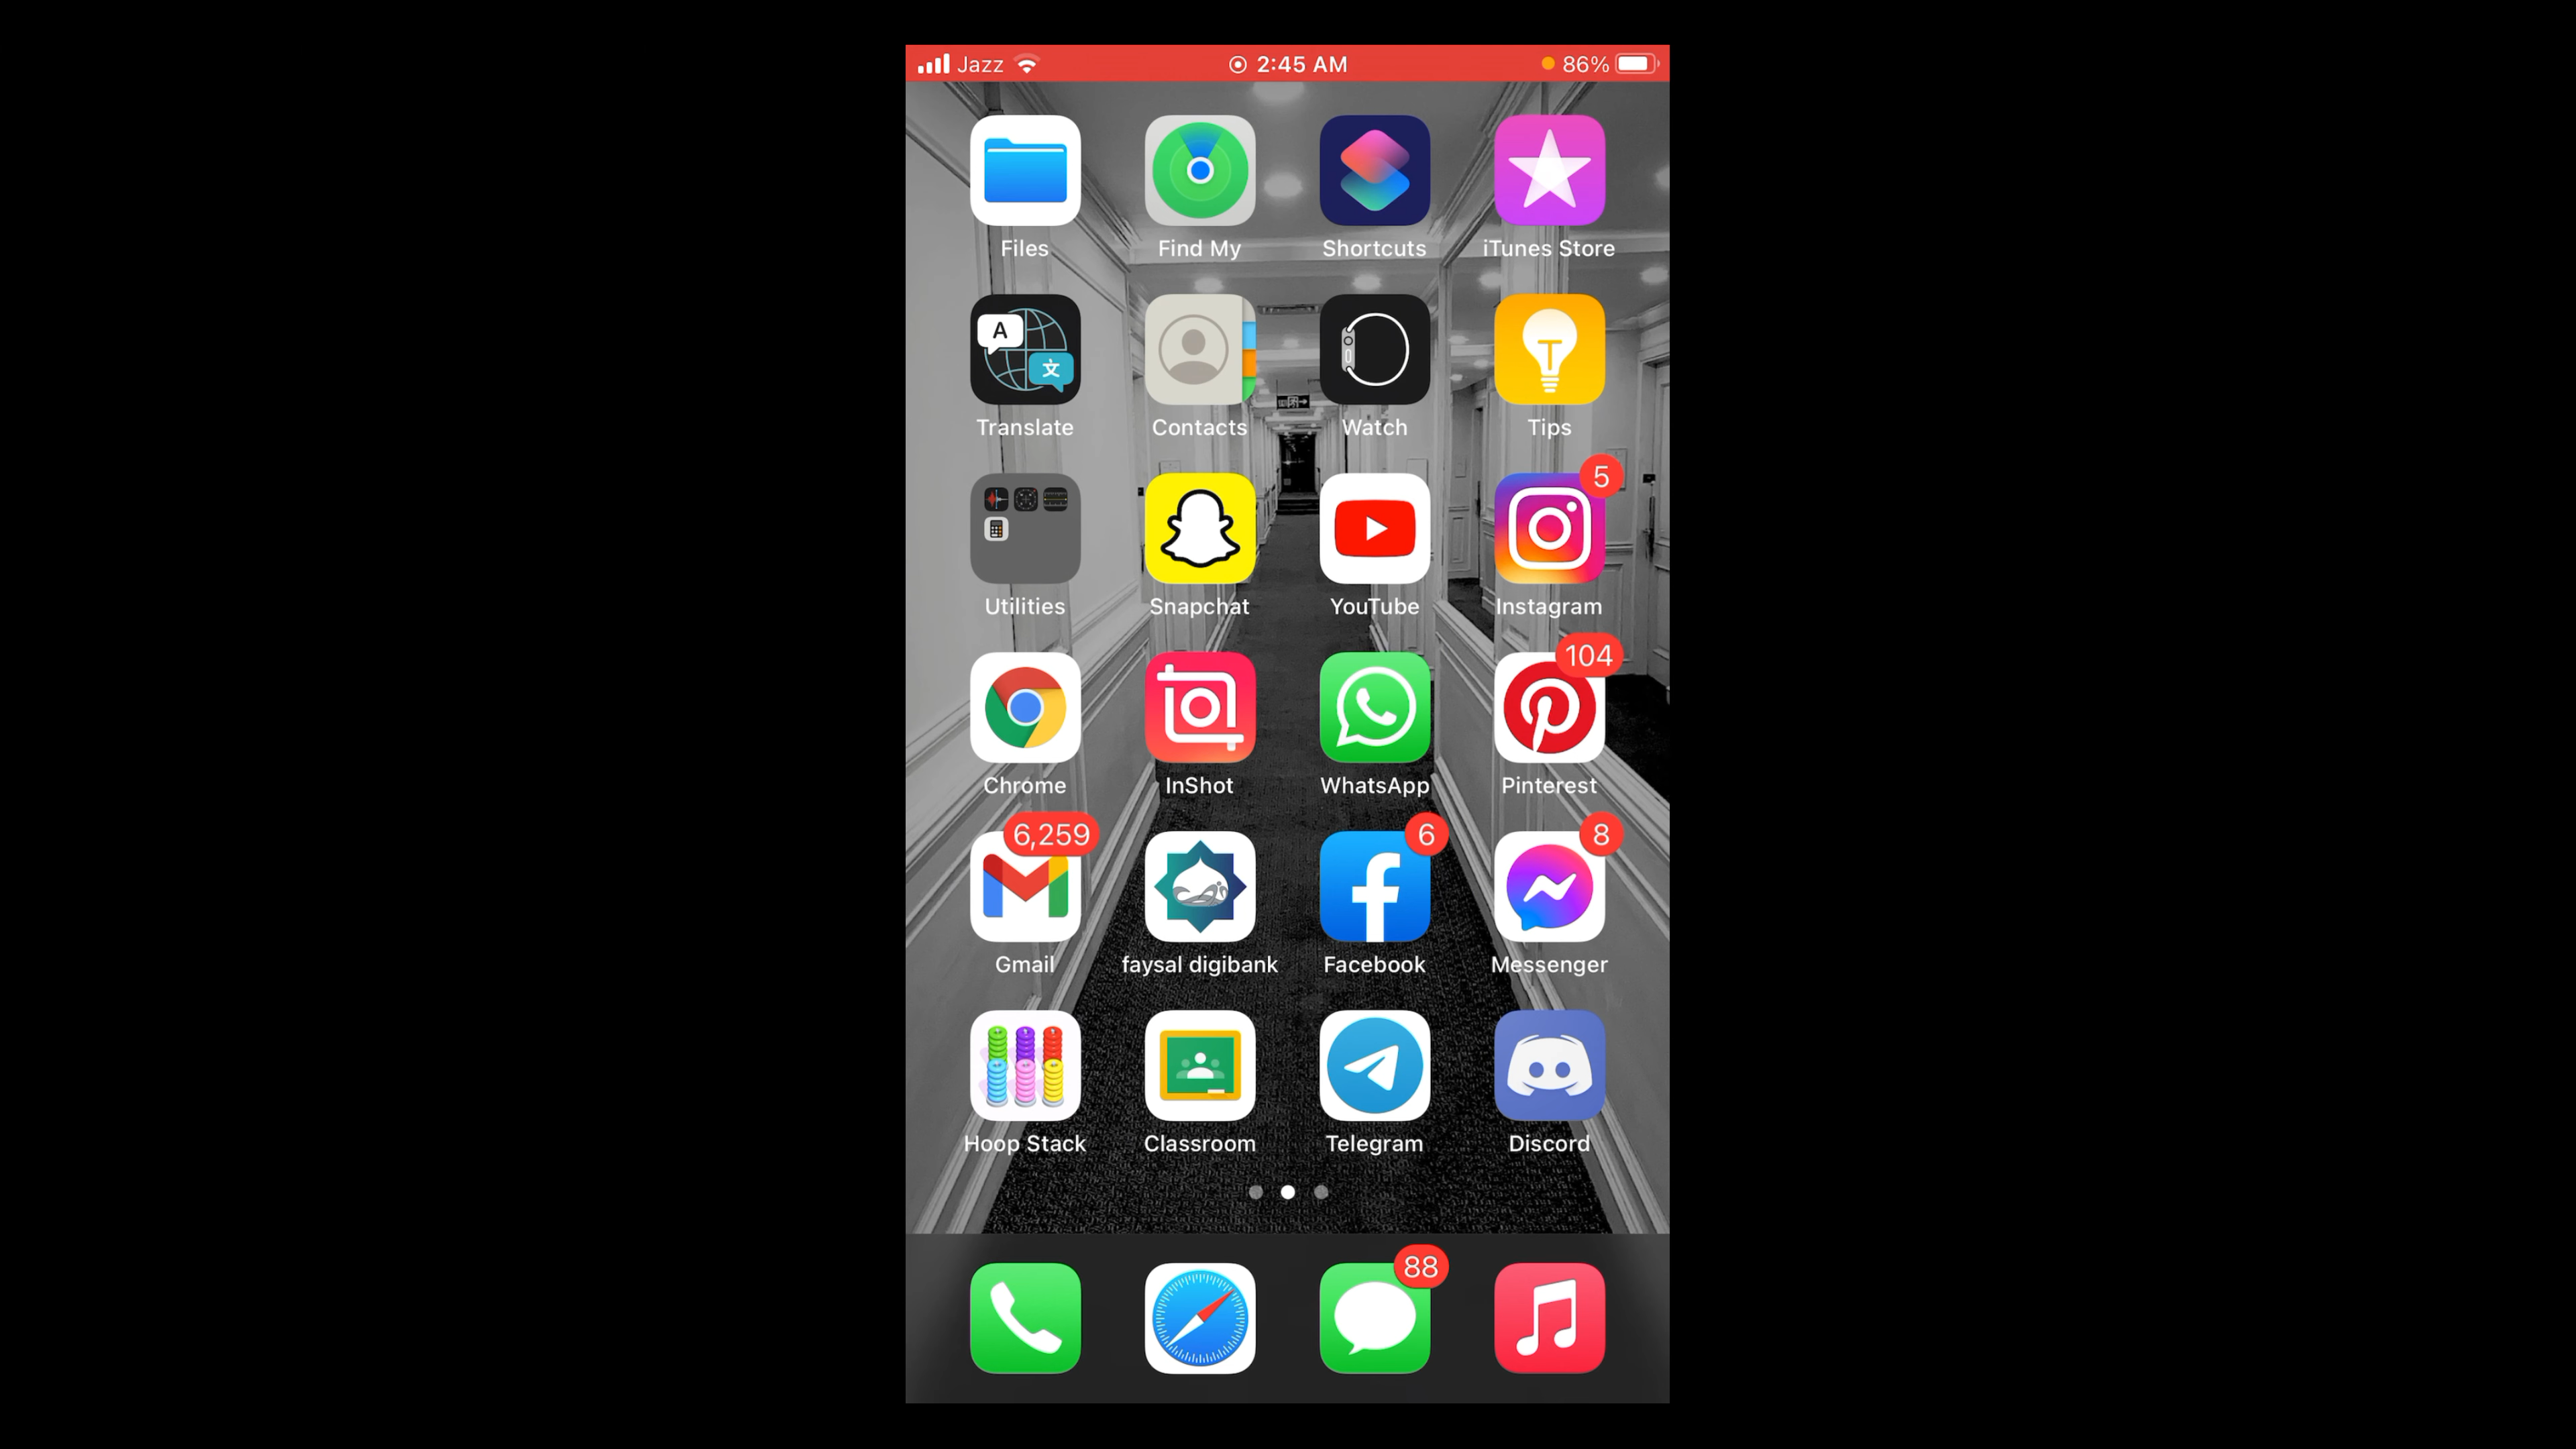 Jazz 2:45 AM 86%
Files Find My Shortcuts iTunes Store
A 文
Translate Contacts Watch Tips
5
Utilities Snapchat YouTube Instagram
104
Chrome InShot WhatsApp Pinterest
6,259 6 8
Gmail faysal digibank Facebook Messenger
Hoop Stack Classroom Telegram Discord
88